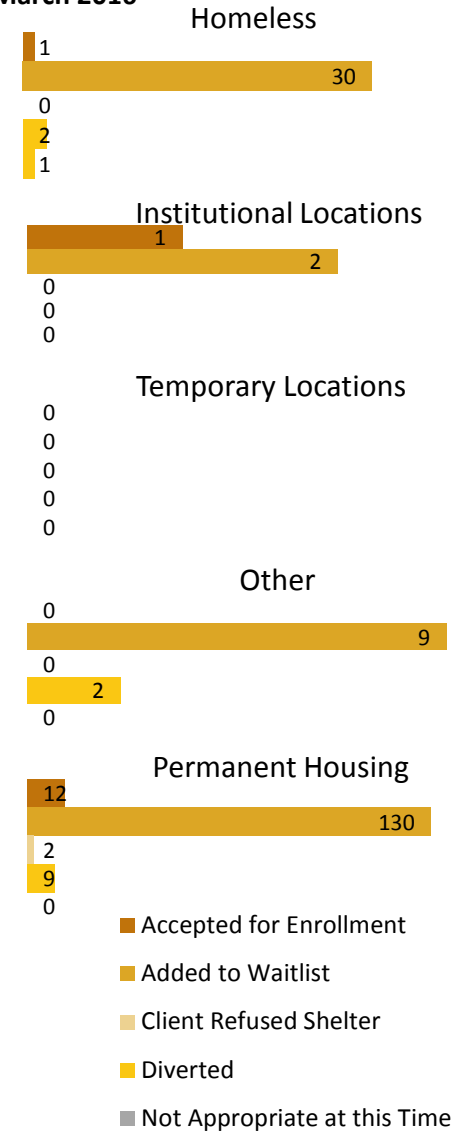 Homeless
1
30
0
2
1
Institutional Locations
1
2
0
0
0
Temporary Locations
0
0
0
0
0
Other
0
9
0
2
0
Permanent Housing
12
130
2
9
0
Accepted for Enrollment
Added to Waitlist
Client Refused Shelter
Diverted
Not Appropriate at this Time